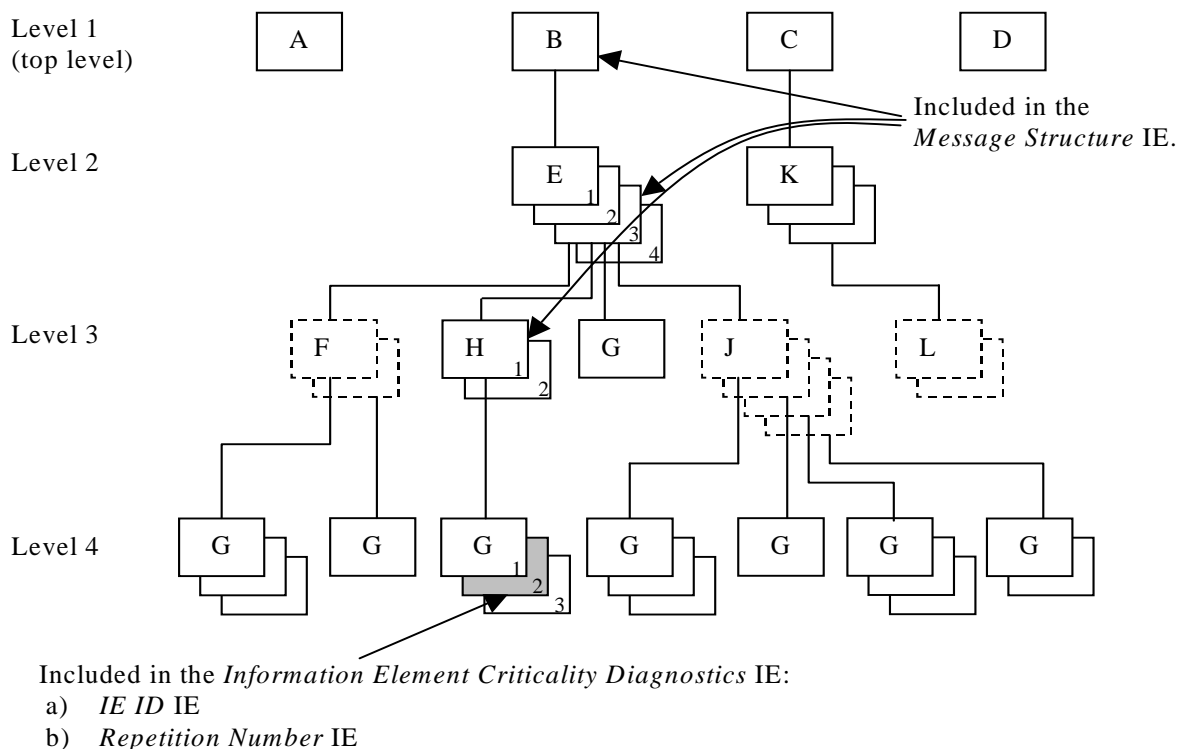 Level 1
(top level)
A
B
C
D
Included in the
Message Structure IE.
Level 2
E
1
2
3
4
K
Level 3
F
H
1
2
G
J
L
Level 4
G
G
G
1
2
3
G
G
G
G
Included in the Information Element Criticality Diagnostics IE:
a) IE ID IE
b) Repetition Number IE